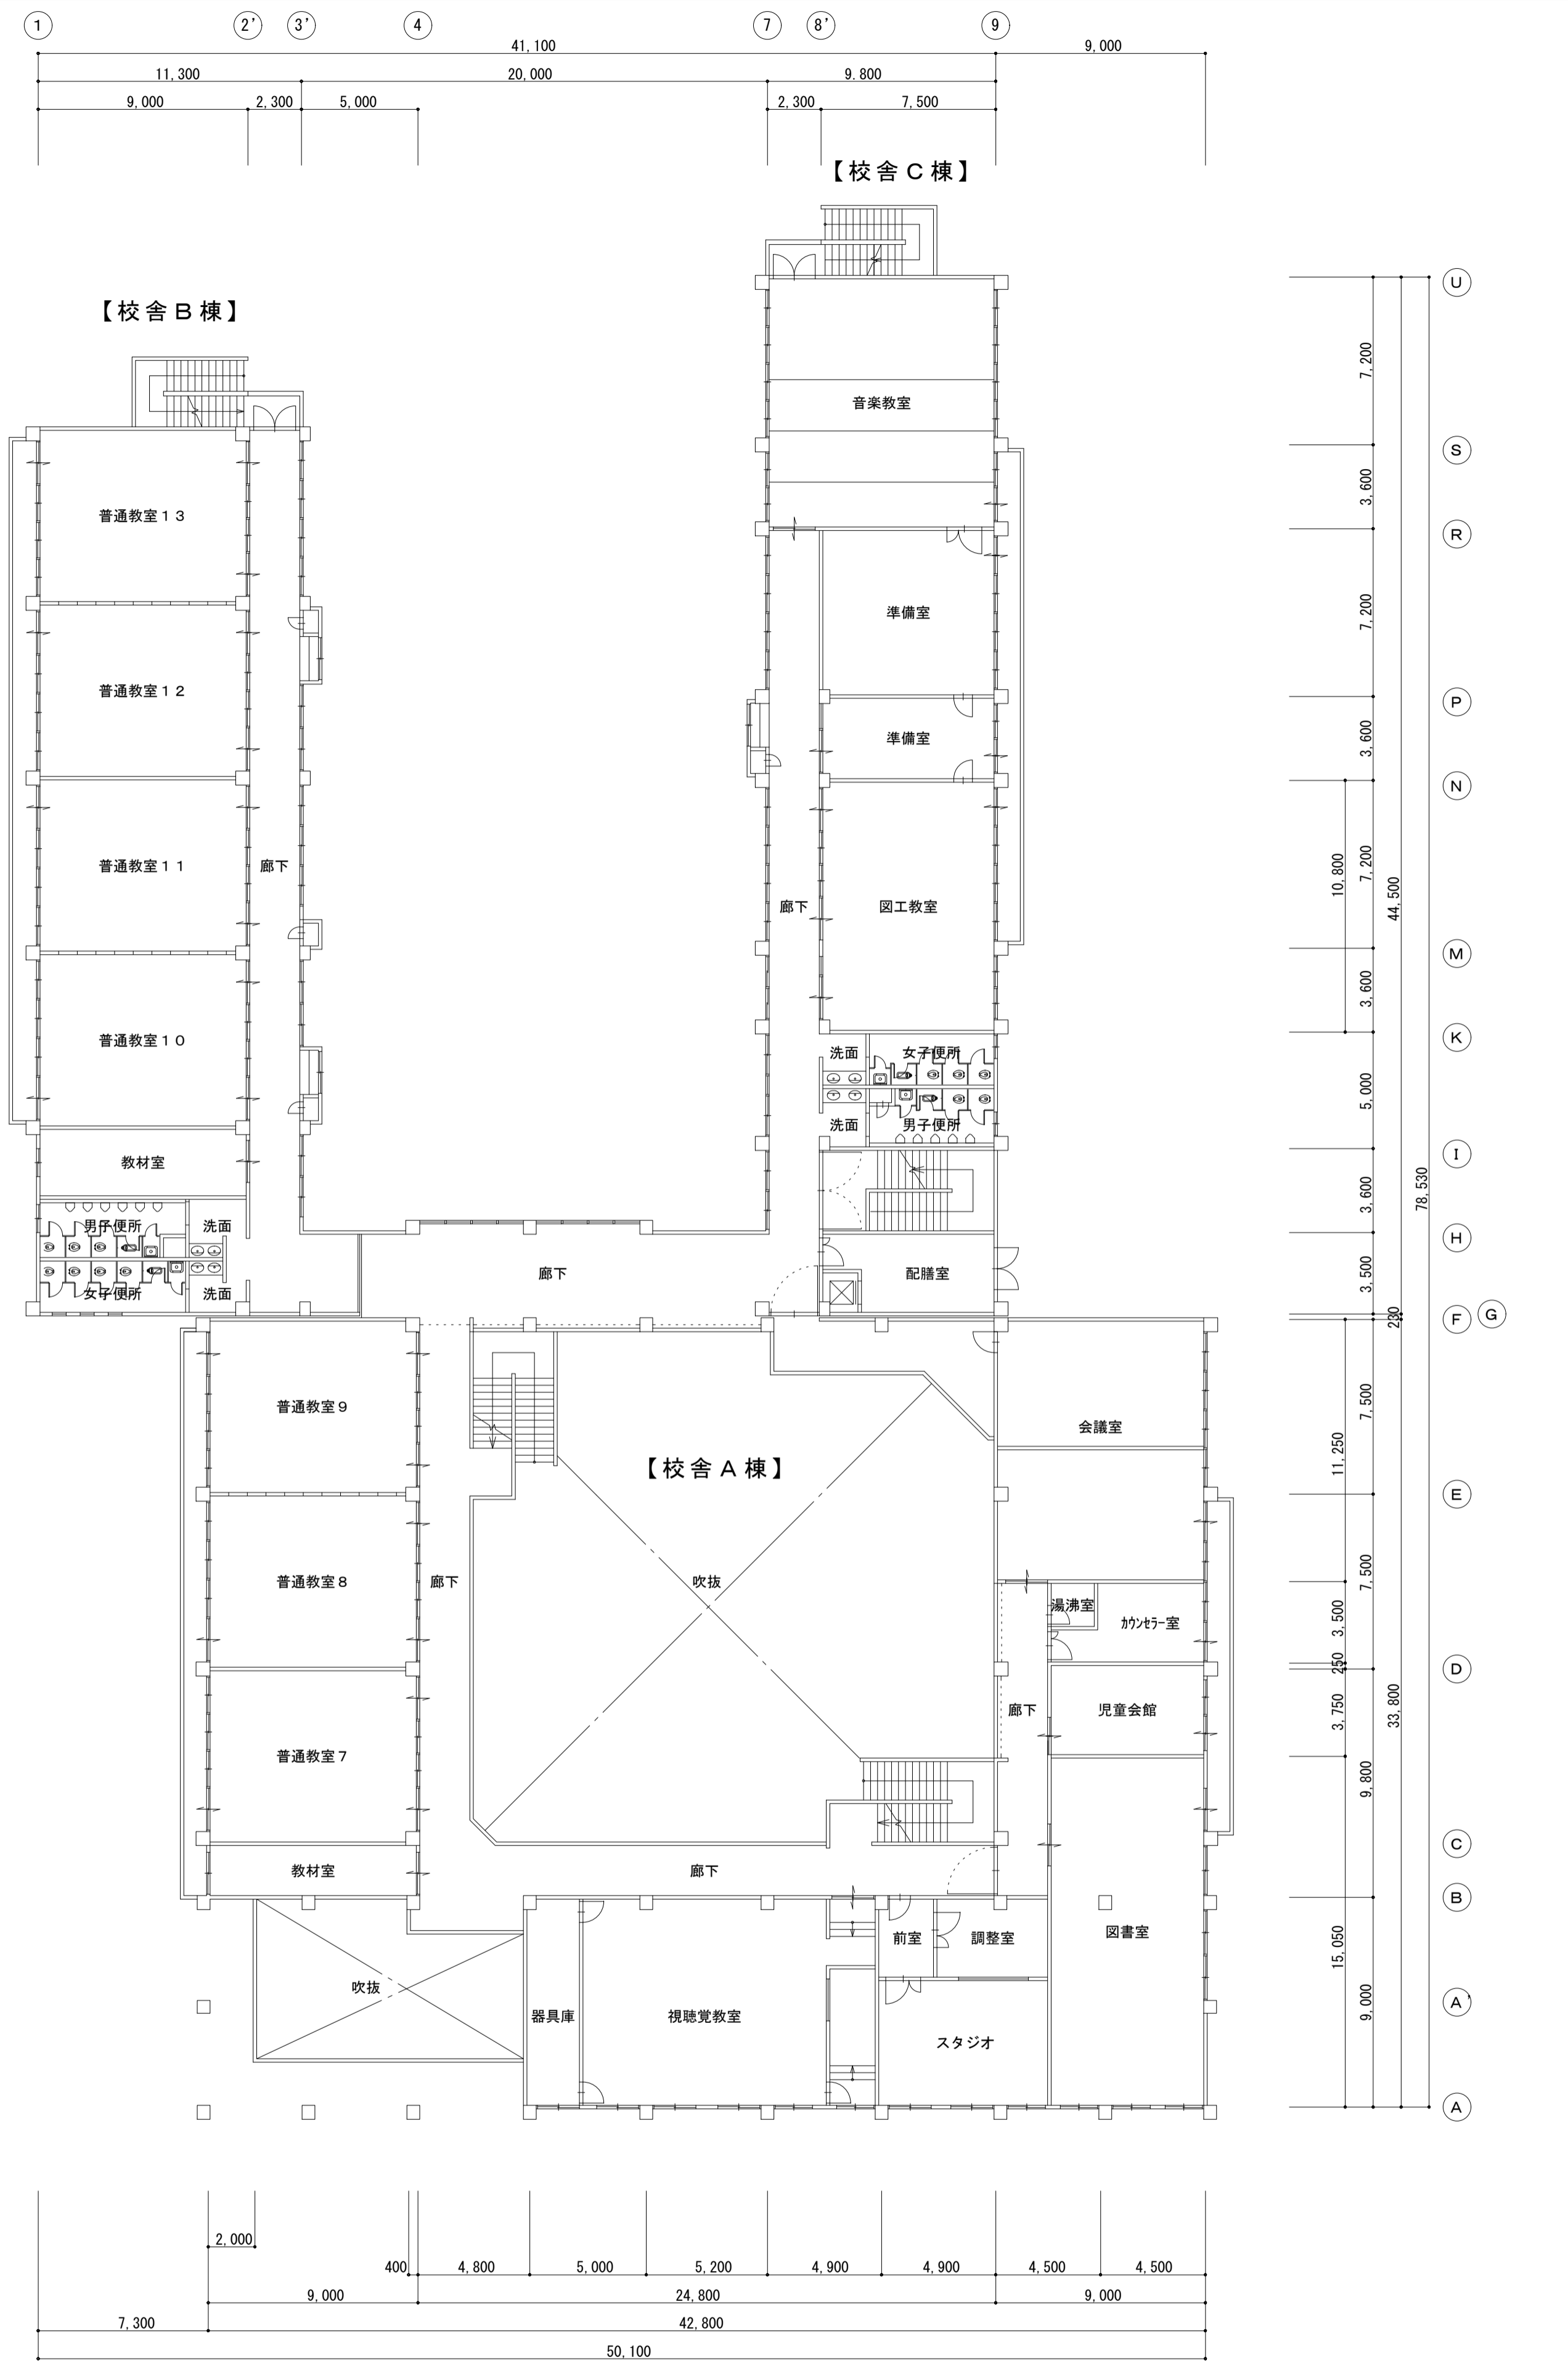 1 2' 3' 4 7 8' 9
41,100 9,000
11,300 20,000 9.800
9,000 2,300 5,000 2,300 7,500
【校舎C棟】
U
【校舎B棟】
7,200
音楽教室
S
3,600
普通教室13
R
準備室
7,200
普通教室12
P
準備室
3,600
N
普通教室11
廊下
廊下
図工教室
10,800
7,200
44,500
M
3,600
普通教室10
K
洗面
女子便所
5,000
洗面
男子便所
I
教材室
3,600
78,530
男子便所
洗面
H
廊下
配膳室
3,500
女子便所
洗面
230
F G
普通教室9
7,500
会議室
11,250
【校舎A棟】
E
普通教室8
廊下
吹抜
7,500
湯沸室
カウンセラー室
3,500
250
D
廊下
児童会館
3,750
33,800
普通教室7
9,800
C
教材室
廊下
B
前室
調整室
図書室
15,050
吹抜
器具庫
視聴覚教室
9,000
A'
スタジオ
A
2,000
400 4,800 5,000 5,200 4,900 4,900 4,500 4,500
9,000 24,800 9,000
7,300 42,800
50,100